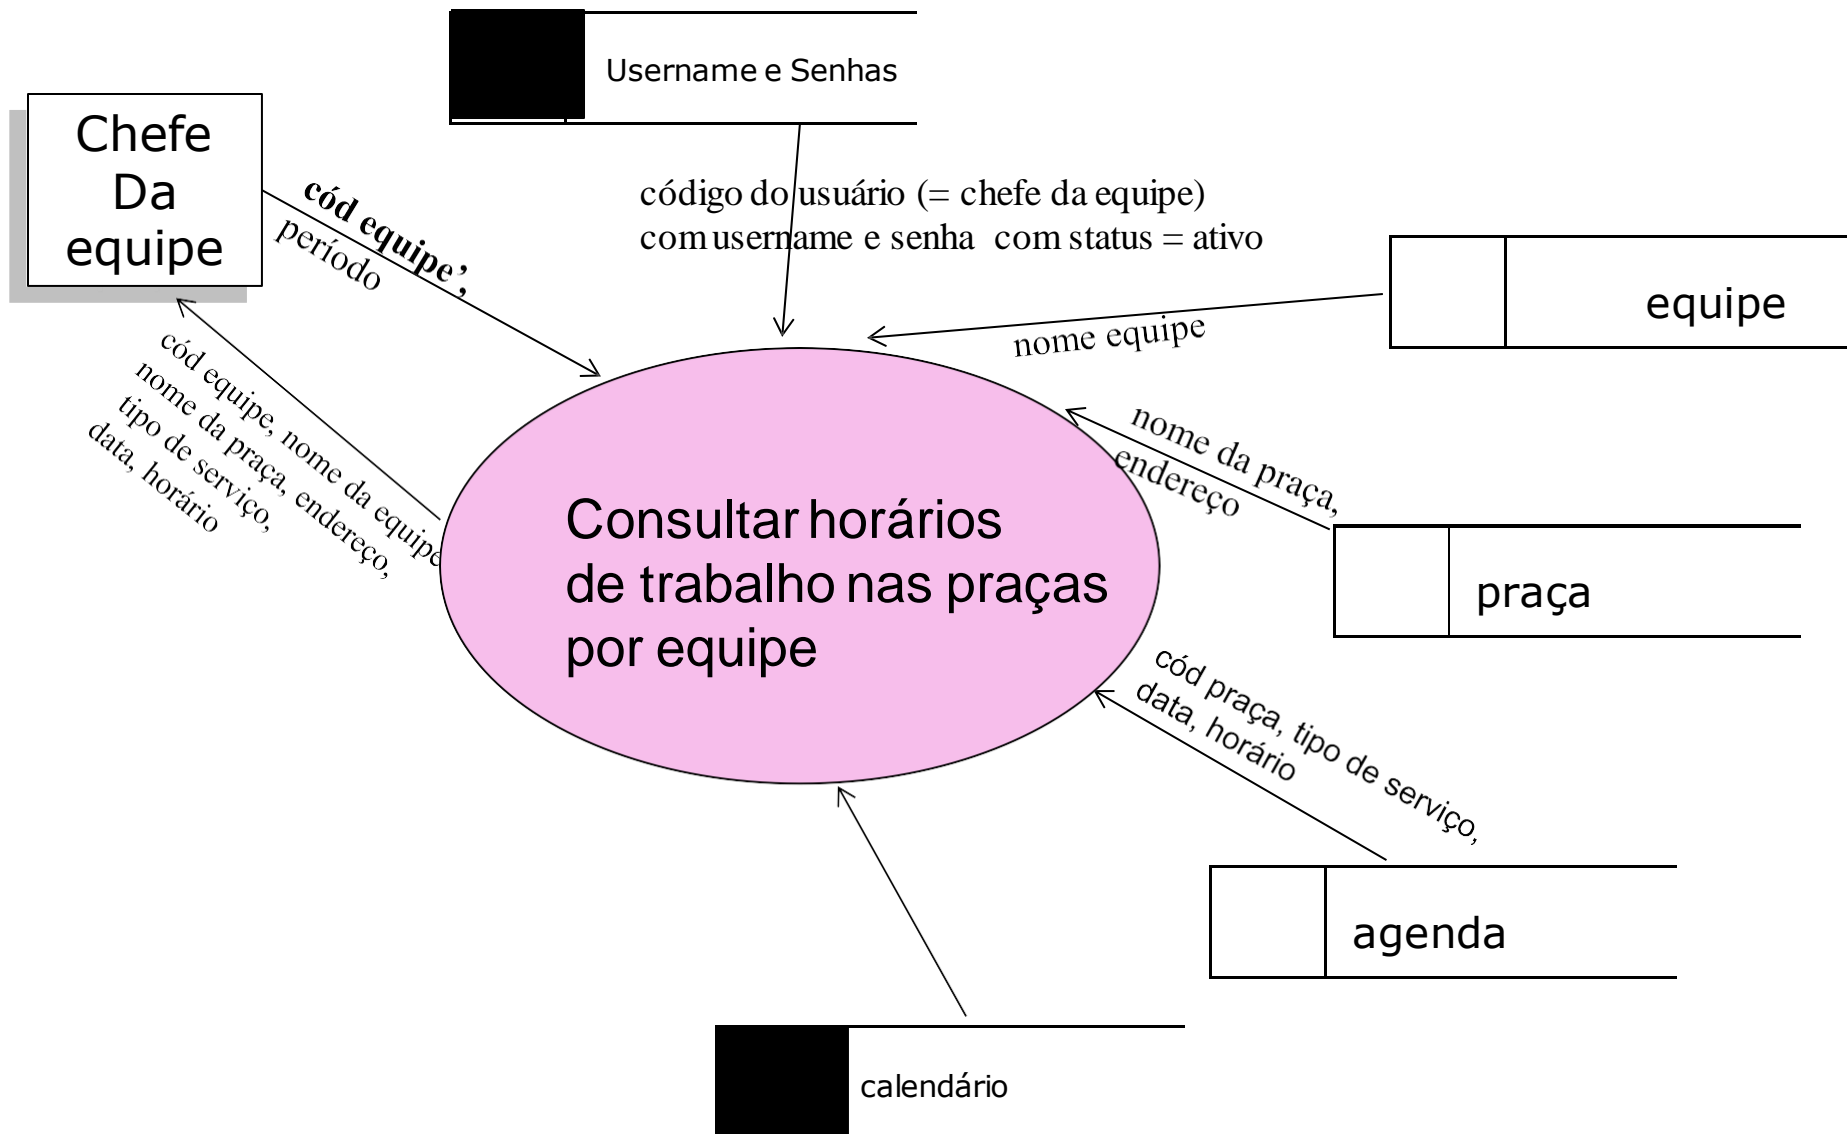 Username e Senhas
Chefe
Da
equipe
cód equipe’,
período
código do usuário (= chefe da equipe)
com username e senha  com status = ativo
equipe
nome equipe
cód equipe, nome da equipe
nome da praça, endereço,
tipo de serviço,
data, horário
nome da praça,
endereço
Consultar horários
de trabalho nas praças
por equipe
praça
cód praça, tipo de serviço,
data, horário
agenda
calendário